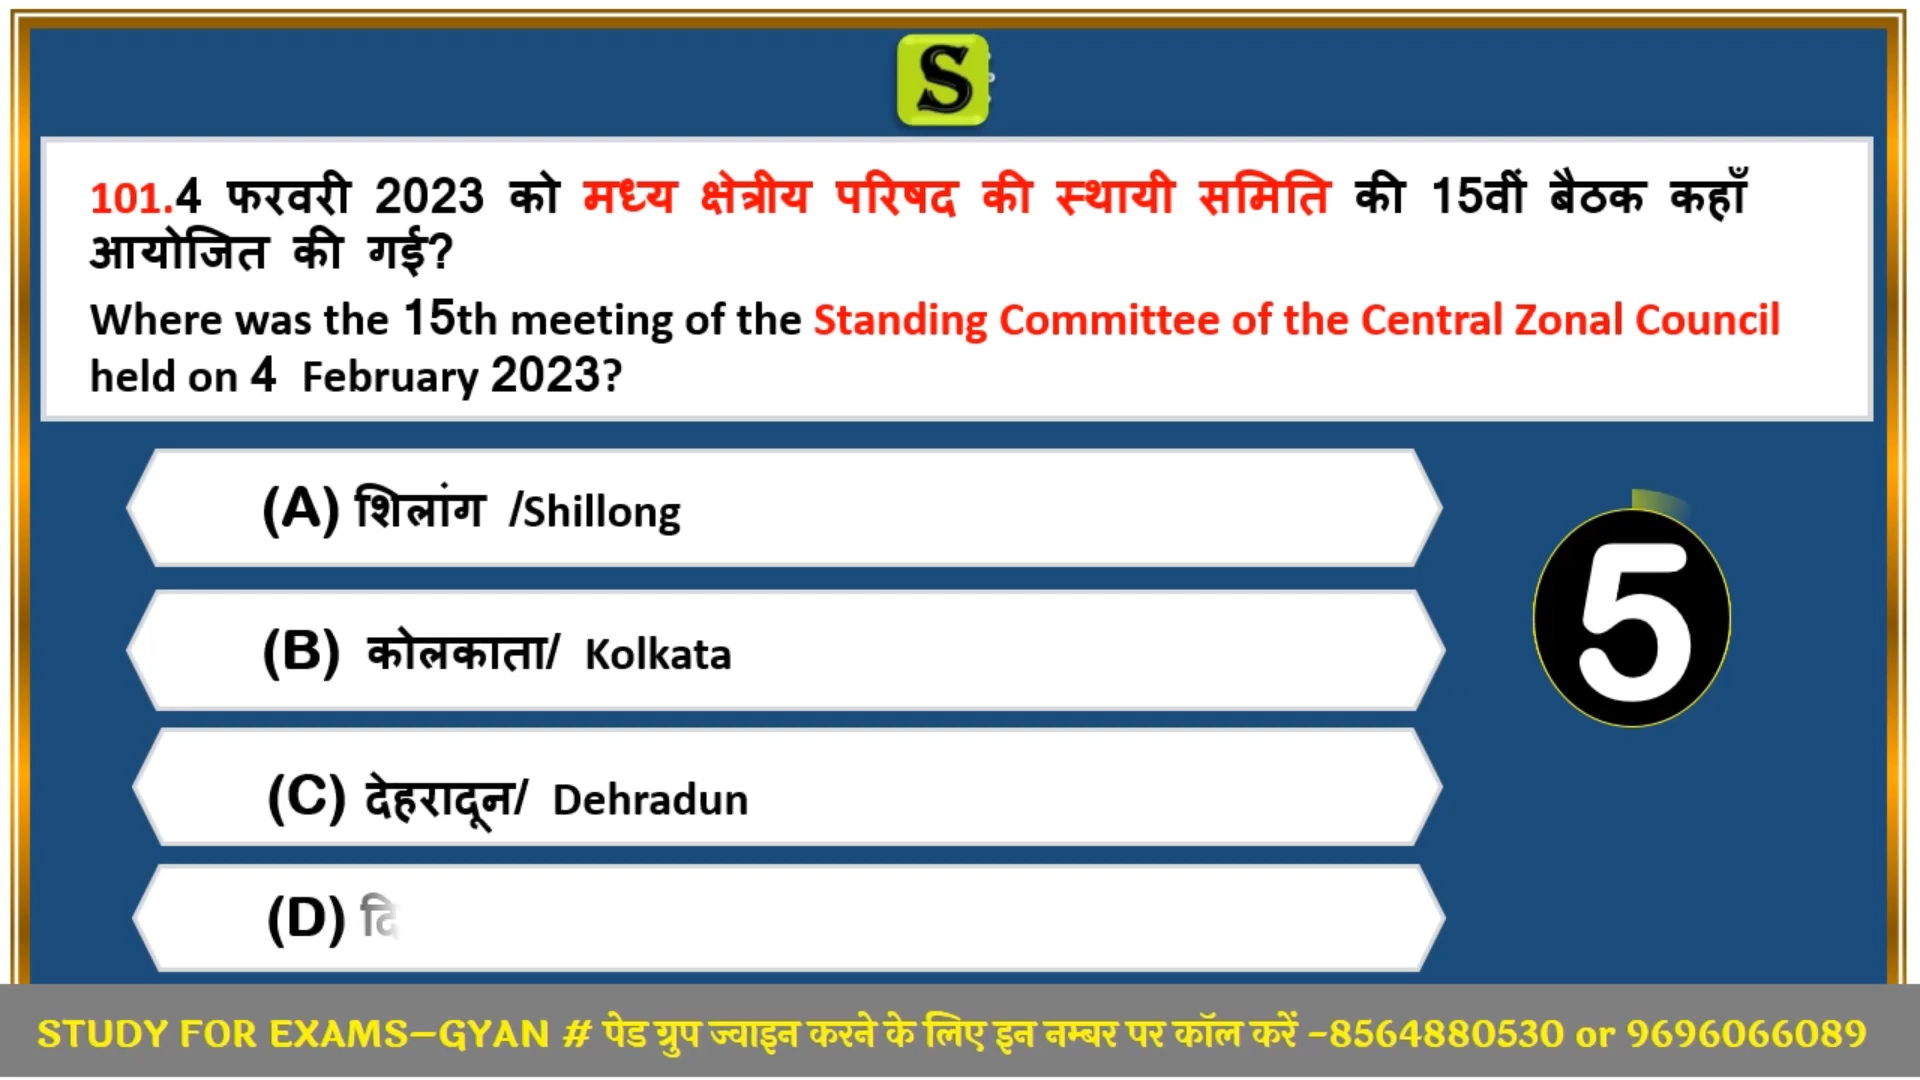 S
101.4 फरवरी 2023 को मध्य क्षेत्रीय परिषद की स्थायी समिति की 15वीं बैठक कहाँ
आयोजित की गई?
Where was the 15th meeting of the Standing Committee of the Central Zonal Council
held on 4 February 2023?
(A) शिलांग /Shillong
(B) कोलकाता/ Kolkata
5
(C) देहरादून/ Dehradun
(D)
STUDY FOR EXAMS–GYAN # पेड ग्रुप ज्वाइन करने के लिए इन नम्बर पर कॉल करें -8564880530 or 9696066089